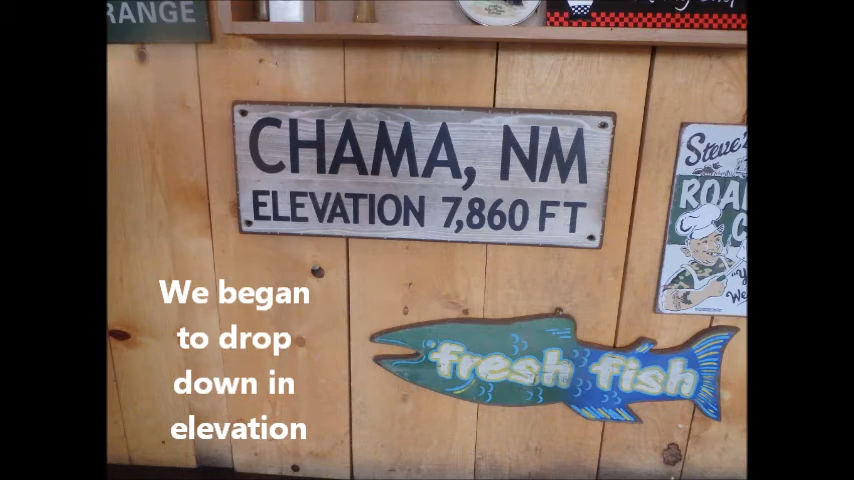 RANGE
CHAMA, NM
ELEVATION 7,860 FT
Steve's
ROA
We began
to drop
down in
elevation
fresh fish